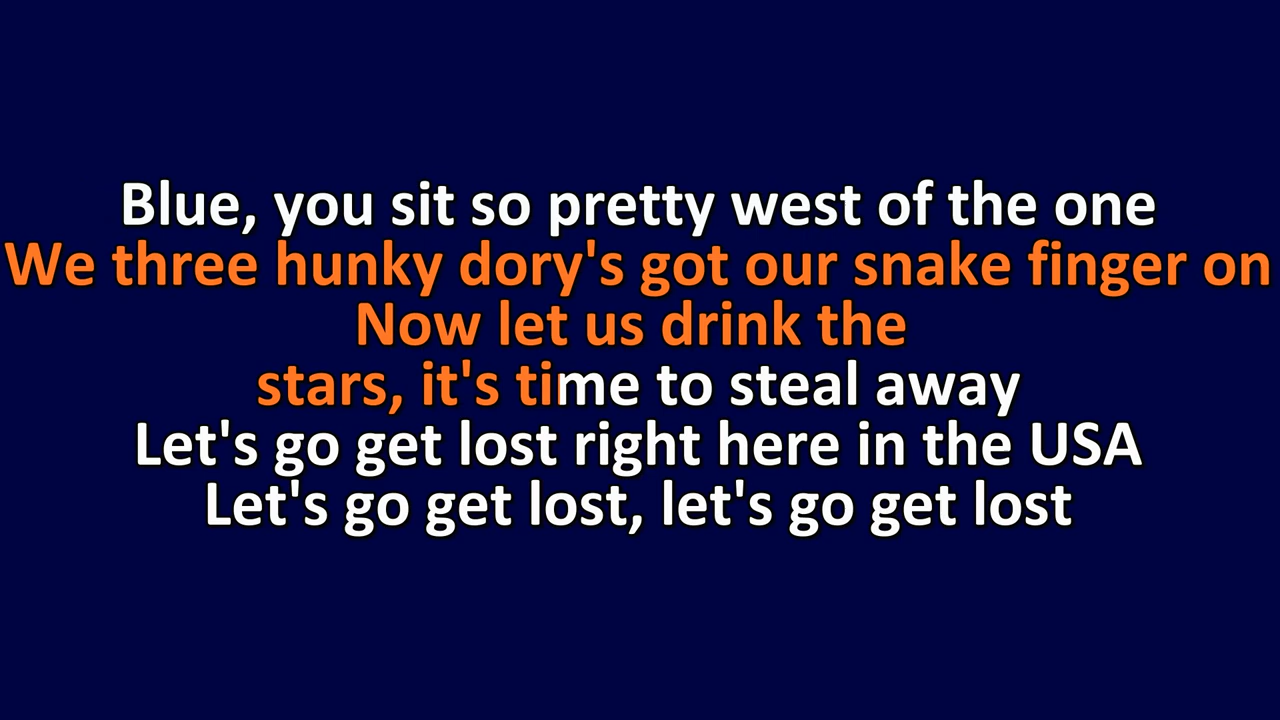 Blue, you sit so pretty west of the one
We three hunky dory's got our snake finger on
Now let us drink the
stars, it's time to steal away
Let's go get lost right here in the USA
Let's go get lost, let's go get lost